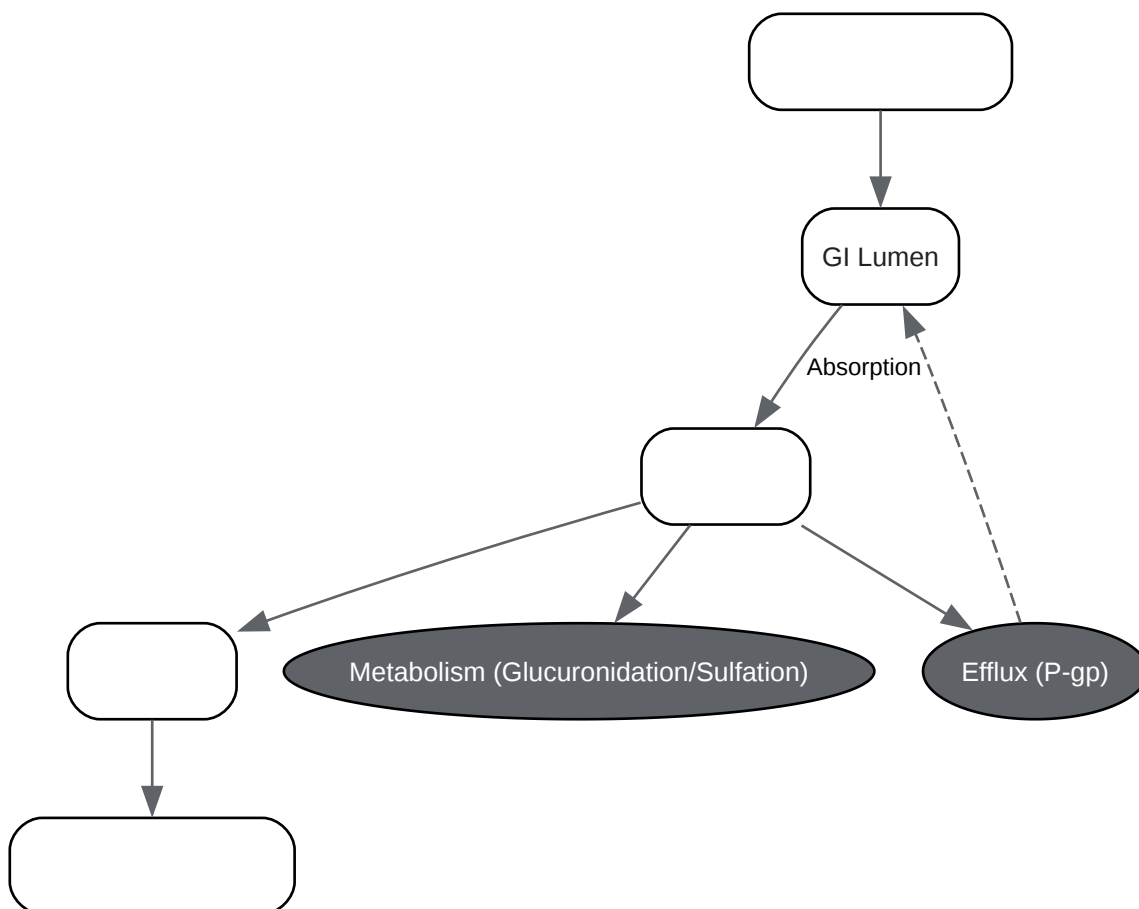 GI Lumen
Absorption
Metabolism (Glucuronidation/Sulfation)
Efflux (P-gp)